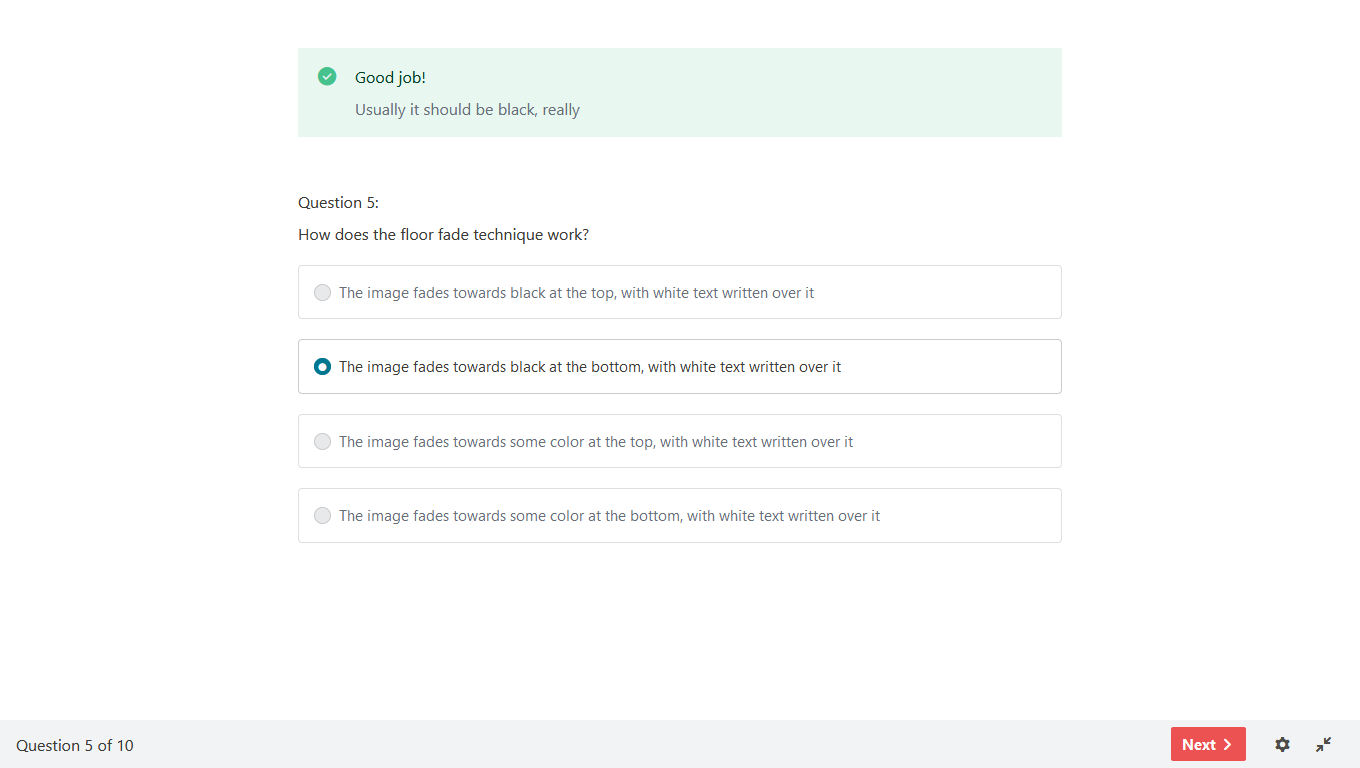 Good job!
Usually it should be black, really
Question 5:
How does the floor fade technique work?
The image fades towards black at the top, with white text written over it
The image fades towards black at the bottom, with white text written over it
The image fades towards some color at the top, with white text written over it
The image fades towards some color at the bottom, with white text written over it
Question 5 of 10
Next